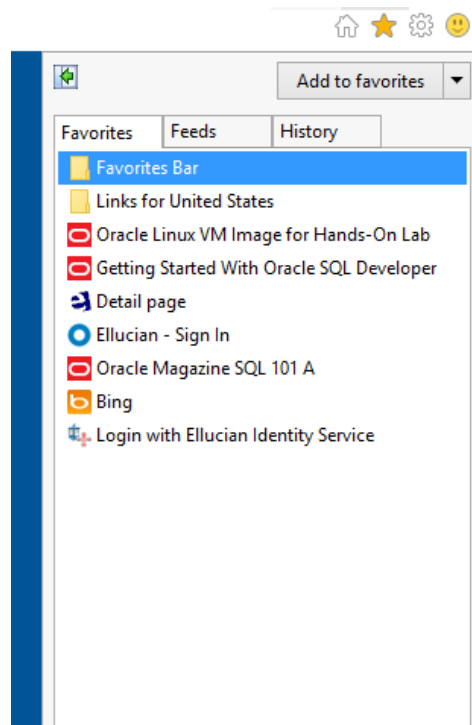 Add to favorites
Favorites Feeds History
Favorites Bar
Links for United States
Oracle Linux VM Image for Hands-On Lab
Getting Started With Oracle SQL Developer
Detail page
Ellucian - Sign In
Oracle Magazine SQL 101 A
Bing
Login with Ellucian Identity Service